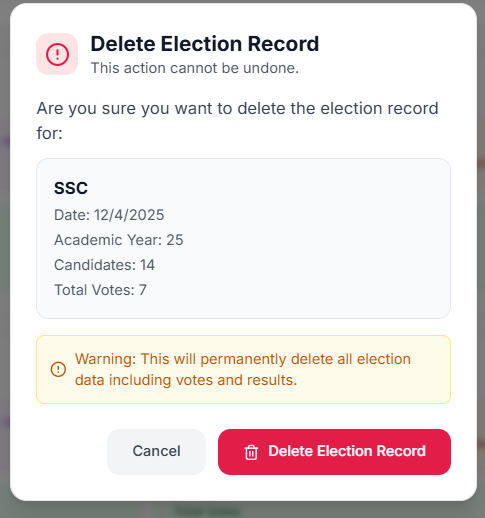 Delete Election Record
This action cannot be undone.
Are you sure you want to delete the election record
for:
SSC
Date: 12/4/2025
Academic Year: 25
Candidates: 14
Total Votes: 7
Warning: This will permanently delete all election
data including votes and results.
Cancel
Delete Election Record